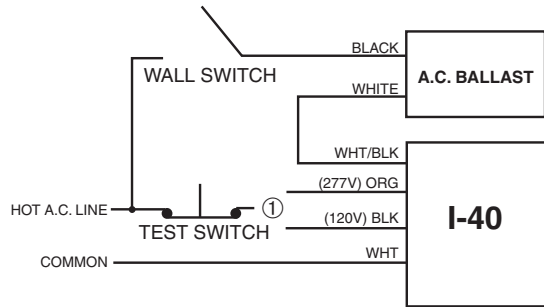 BLACK
WALL SWITCH
A.C. BALLAST
WHITE
WHT/BLK
(277V) ORG
HOT A.C. LINE
①
I-40
TEST SWITCH
(120V) BLK
COMMON
WHT